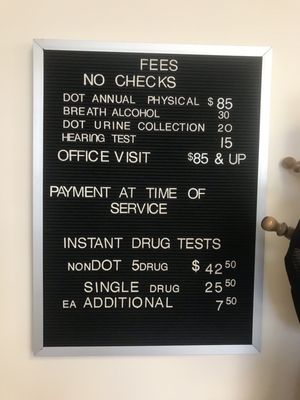 FEES
NO CHECKS
DOT ANNUAL PHYSICAL $85
BREATH ALCOHOL 30
DOT URINE COLLECTION 20
HEARING TEST 15
OFFICE VISIT $85 & UP
PAYMENT AT TIME OF
SERVICE
INSTANT DRUG TESTS
NONDOT 5DRUG $42 50
SINGLE DRUG 25 50
EA ADDITIONAL 7 50